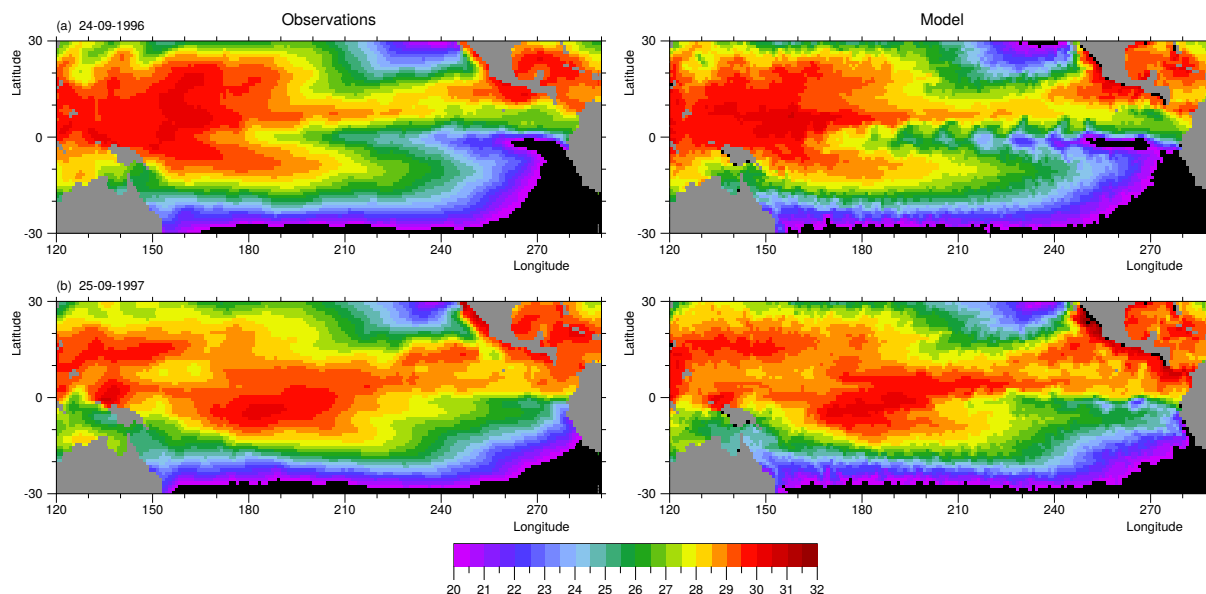 Observations Model
(a) 24-09-1996
30 30
Latitude Latitude
0 0
-30 -30
120 150 180 210 240 270 120 150 180 210 240 270
Longitude Longitude
(b) 25-09-1997
30 30
Latitude Latitude
0 0
-30 -30
120 150 180 210 240 270 120 150 180 210 240 270
Longitude Longitude
20 21 22 23 24 25 26 27 28 29 30 31 32